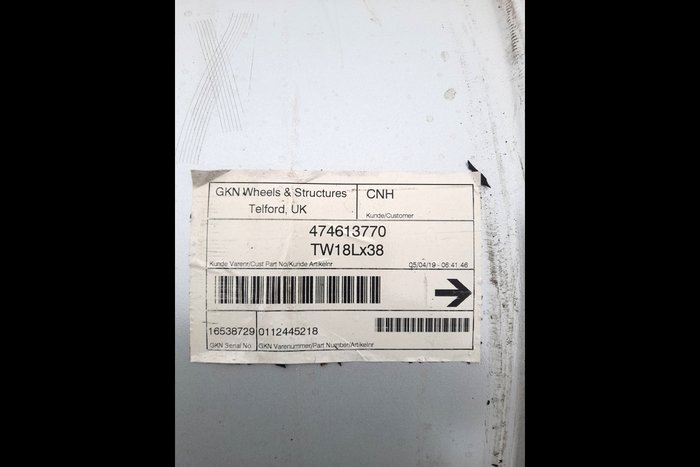 GKN Wheels & Structures
Telford, UK
CNH
Kunde/Customer
474613770
TW18Lx38
Kunde Varenr/Cust Part No/Kunde Artikelnr
05/04/19 - 06:41:46
16538729
0112445218
GKN Serial No.
GKN Varenummer/Part Number/Artikelnr